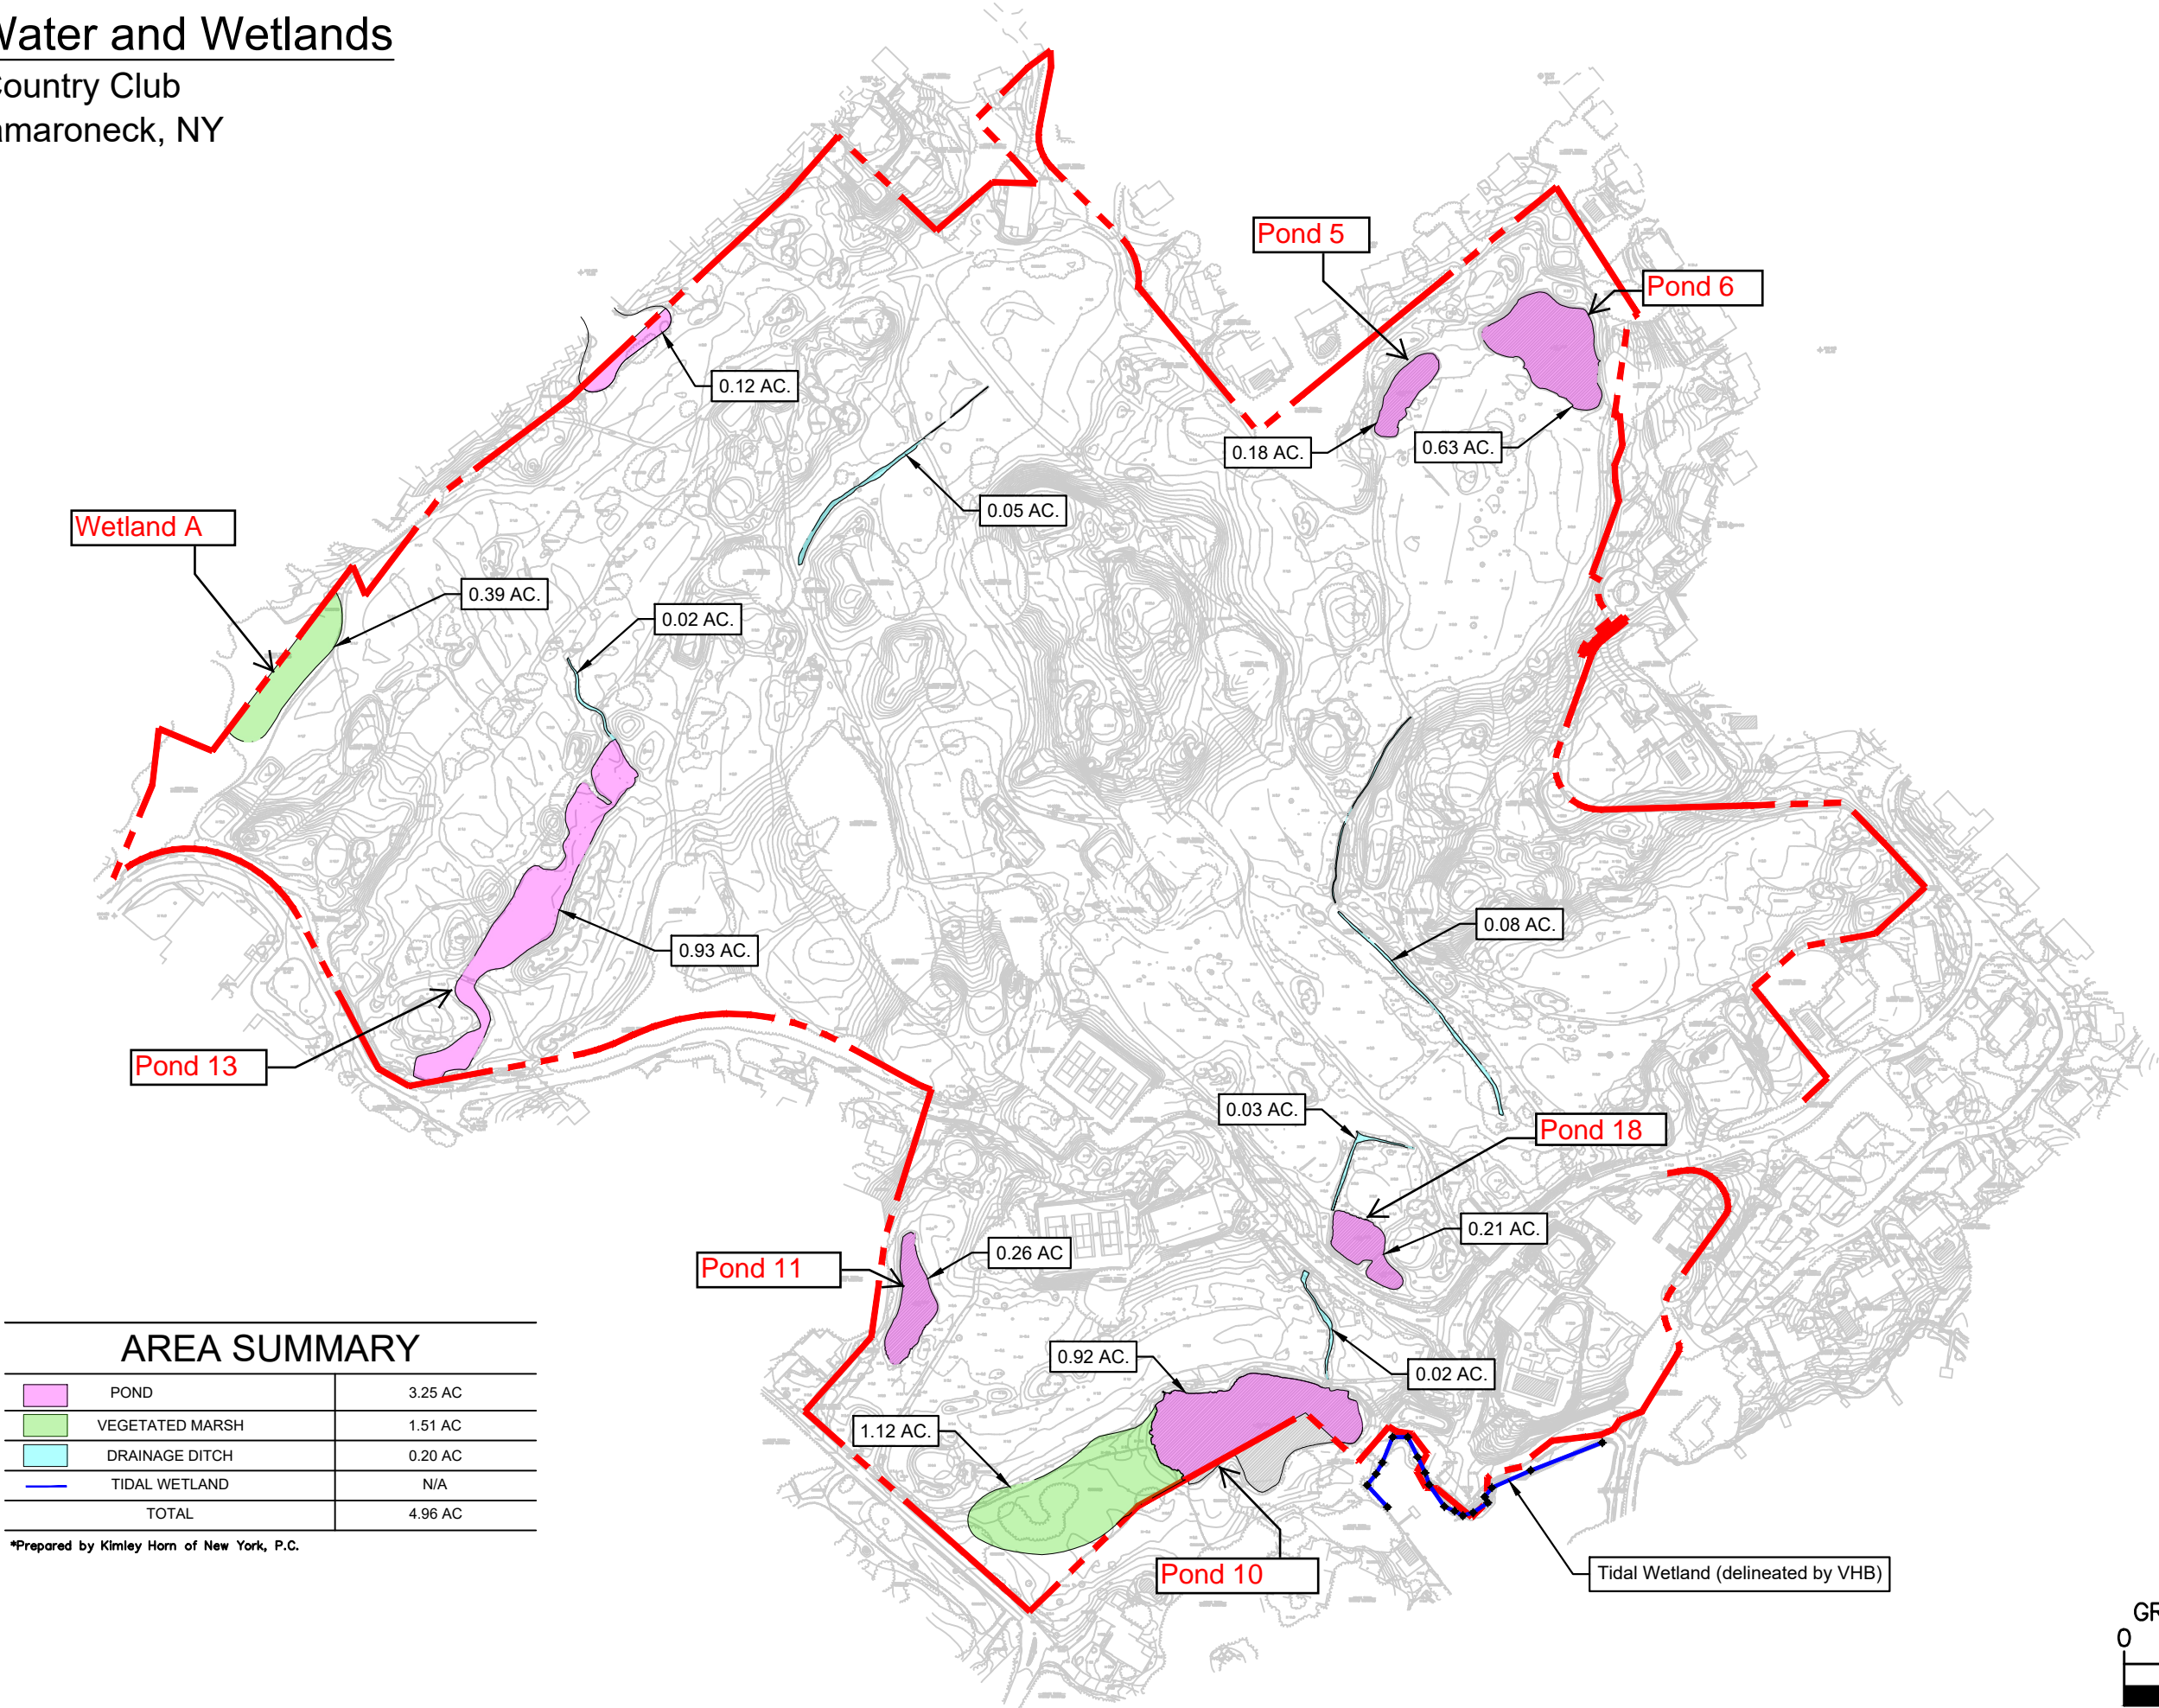 Water and Wetlands
Country Club
amaroneck, NY
Pond 5
Pond 6
0.12 AC.
0.18 AC.
0.63 AC.
0.05 AC.
Wetland A
0.39 AC.
0.02 AC.
0.93 AC.
0.08 AC.
Pond 13
0.03 AC.
Pond 18
0.21 AC.
Pond 11
0.26 AC
0.92 AC.
0.02 AC.
1.12 AC.
Pond 10
Tidal Wetland (delineated by VHB)
AREA SUMMARY
POND 3.25 AC
VEGETATED MARSH 1.51 AC
DRAINAGE DITCH 0.20 AC
TIDAL WETLAND N/A
TOTAL 4.96 AC
*Prepared by Kimley Horn of New York, P.C.
GR
0